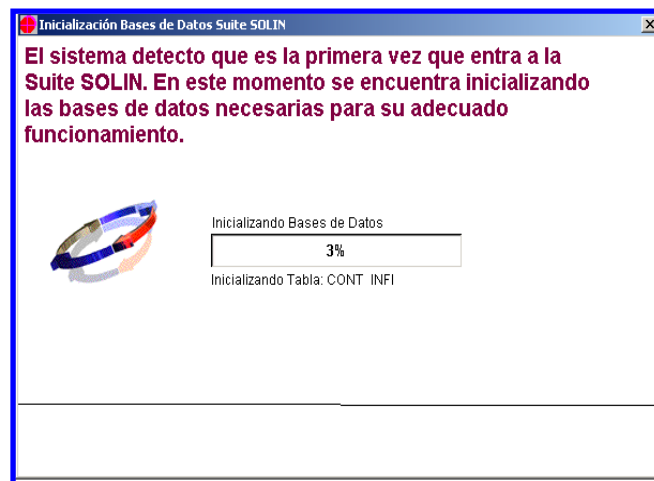 Inicialización Bases de Datos Suite SOLIN
El sistema detecto que es la primera vez que entra a la
Suite SOLIN. En este momento se encuentra inicializando
las bases de datos necesarias para su adecuado
funcionamiento.
Inicializando Bases de Datos
3%
Inicializando Tabla: CONT_INFI